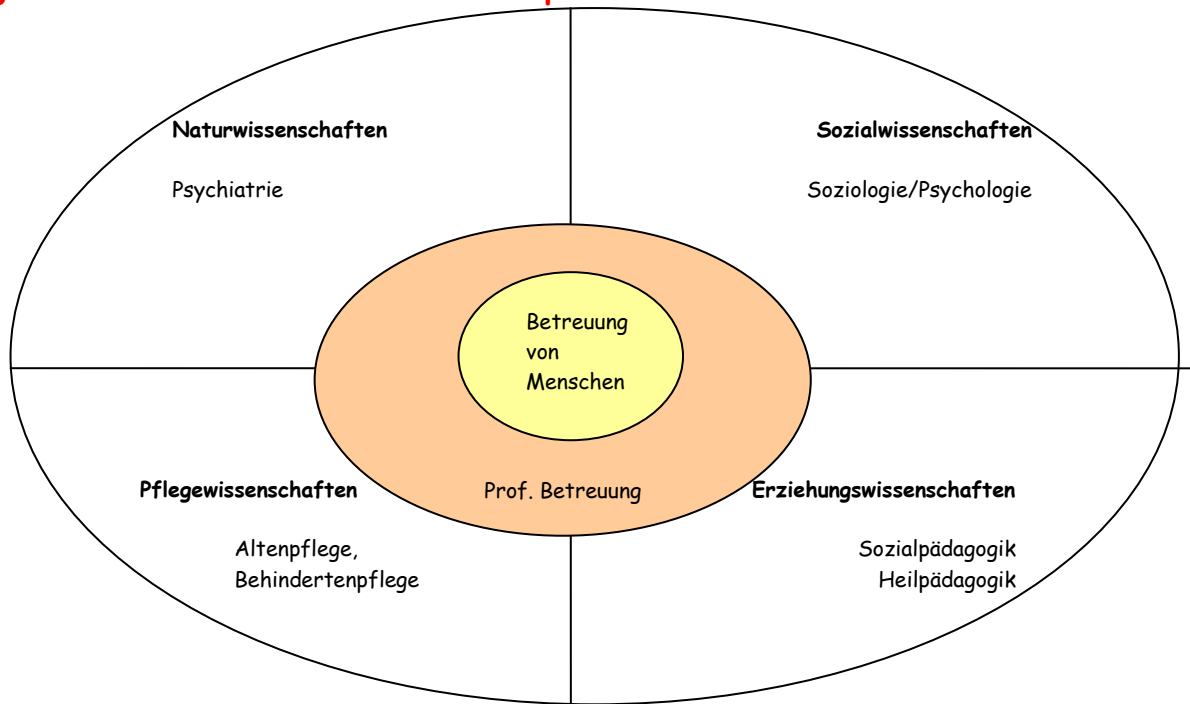 Naturwissenschaften
Psychiatrie
Sozialwissenschaften
Soziologie/Psychologie
Betreuung
von
Menschen
Prof. Betreuung
Pflegewissenschaften
Altenpflege,
Behindertenpflege
Erziehungswissenschaften
Sozialpädagogik
Heilpädagogik